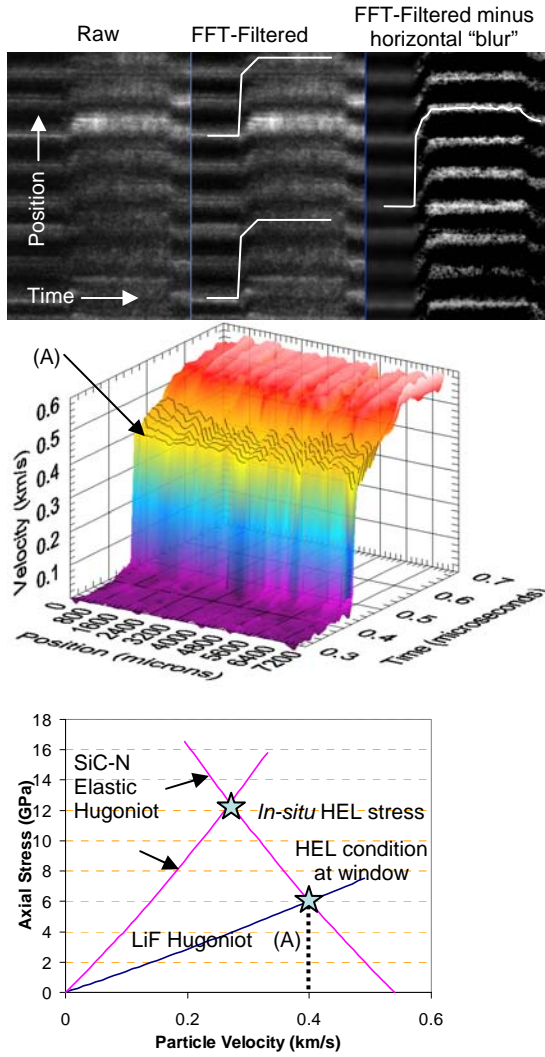 Raw
FFT-Filtered
FFT-Filtered minus
horizontal “blur”
Position
Time
(A)
0.6
0.5
0.4
0.3
0.2
0.1
Velocity (km/s)
0
800
1600
2400
3200
4000
4800
5600
6400
7200
Position (microns)
0.3
0.4
0.5
0.6
0.7
Time (microseconds)
18
16
14
12
10
8
6
4
2
0
Axial Stress (GPa)
SiC-N
Elastic
Hugoniot
In-situ HEL stress
HEL condition
at window
LiF Hugoniot
(A)
0
0.2
0.4
0.6
Particle Velocity (km/s)